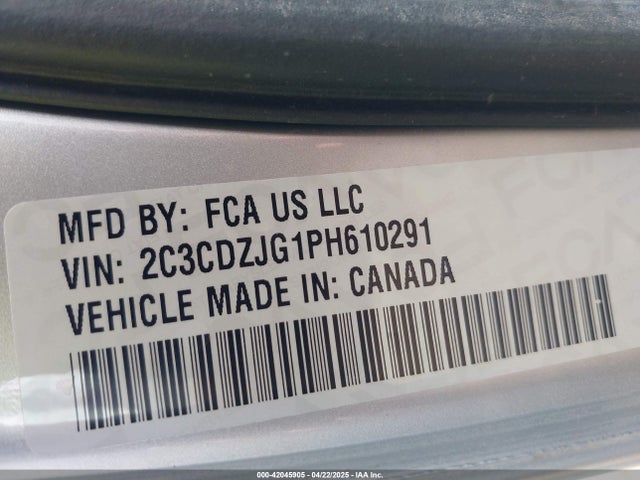 MFD BY: FCA US LLC
VIN: 2C3CDZJG1PH610291
VEHICLE MADE IN: CANADA
000-42045905 - 04/22/2025 - IAA Inc.